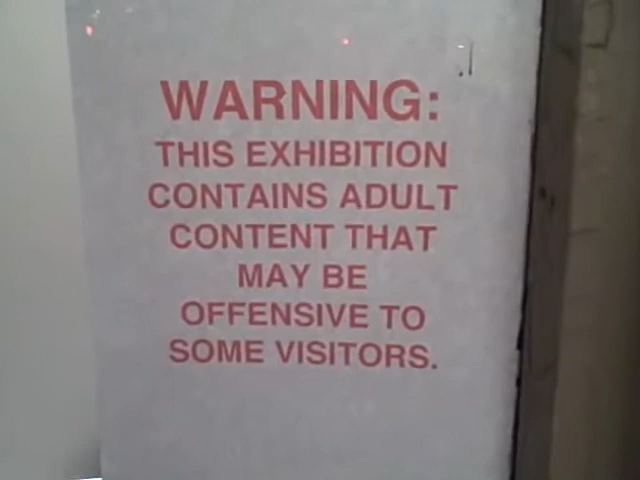 WARNING:
THIS EXHIBITION
CONTAINS ADULT
CONTENT THAT
MAY BE
OFFENSIVE TO
SOME VISITORS.